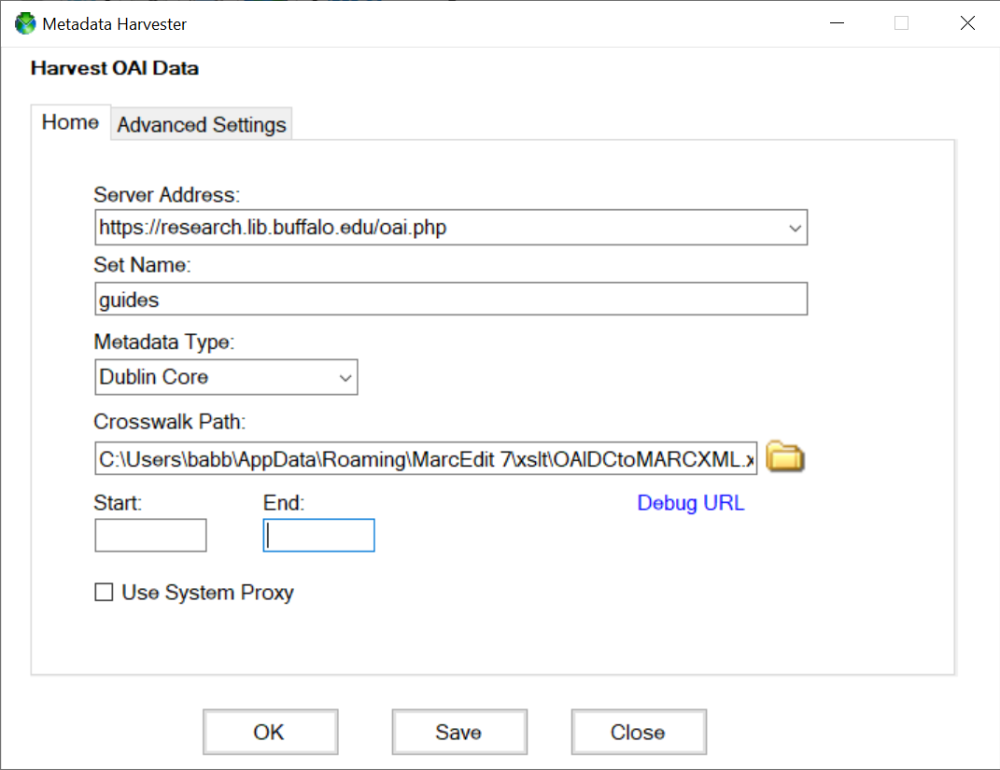 Metadata Harvester
Harvest OAI Data
Home
Advanced Settings
Server Address:
https://research.lib.buffalo.edu/oai.php
Set Name:
guides
Metadata Type:
Dublin Core
Crosswalk Path:
C:\Users\babb\AppData\Roaming\MarcEdit 7\xslt\OAIDCtoMARCXML.x
Start:
End:
Debug URL
Use System Proxy
OK
Save
Close